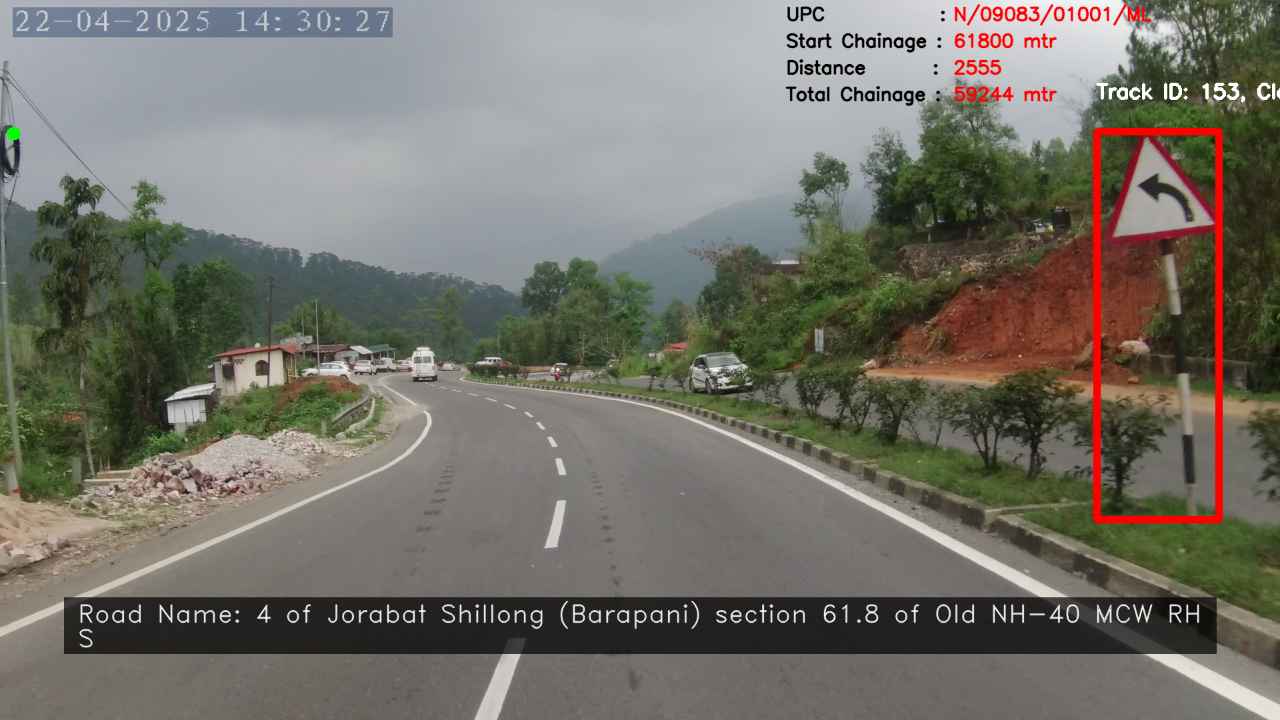 22-04-2025 14:30:27
UPC : N/09083/01001/ML
Start Chainage : 61800 mtr
Distance : 2555
Total Chainage : 59244 mtr
Track ID: 153, Cl
Road Name: 4 of Jorabat Shillong (Barapani) section 61.8 of Old NH-40 MCW RH
S